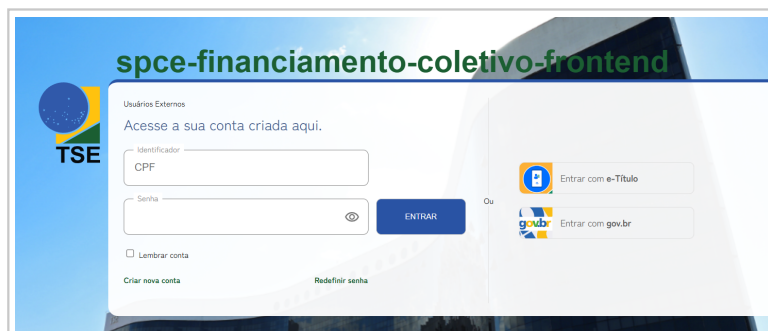 spce-financiamento-coletivo-frontend
TSE
Usuários Externos
Acesse a sua conta criada aqui.
Identificador
CPF
Senha
ENTRAR
Lembrar conta
Criar nova conta
Redefinir senha
Ou
Entrar com e-Título
gov.br
Entrar com gov.br